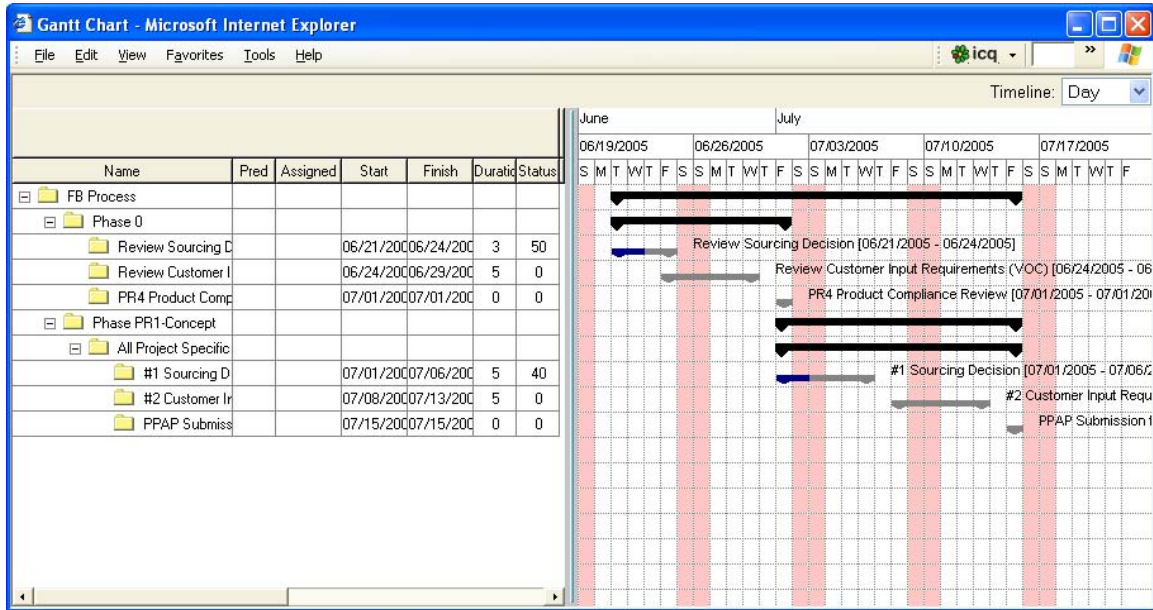 Gantt Chart - Microsoft Internet Explorer
File Edit View Favorites Tools Help icq »
Timeline: Day
June July
06/19/2005 06/26/2005 07/03/2005 07/10/2005 07/17/2005
Name Pred Assigned Start Finish Duratio Status S M T W T F S S M T W T F S S M T W T F S S M T W T F S S M T W T F
FB Process
Phase 0
Review Sourcing D 06/21/200 06/24/200 3 50 Review Sourcing Decision [06/21/2005 - 06/24/2005]
Review Customer I 06/24/200 06/29/200 5 0 Review Customer Input Requirements (VOC) [06/24/2005 - 06
PR4 Product Comp 07/01/200 07/01/200 0 0 PR4 Product Compliance Review [07/01/2005 - 07/01/20
Phase PR1-Concept
All Project Specific
#1 Sourcing D 07/01/200 07/06/200 5 40 #1 Sourcing Decision [07/01/2005 - 07/06/2
#2 Customer Ir 07/08/200 07/13/200 5 0 #2 Customer Input Requ
PPAP Submiss 07/15/200 07/15/200 0 0 PPAP Submission f